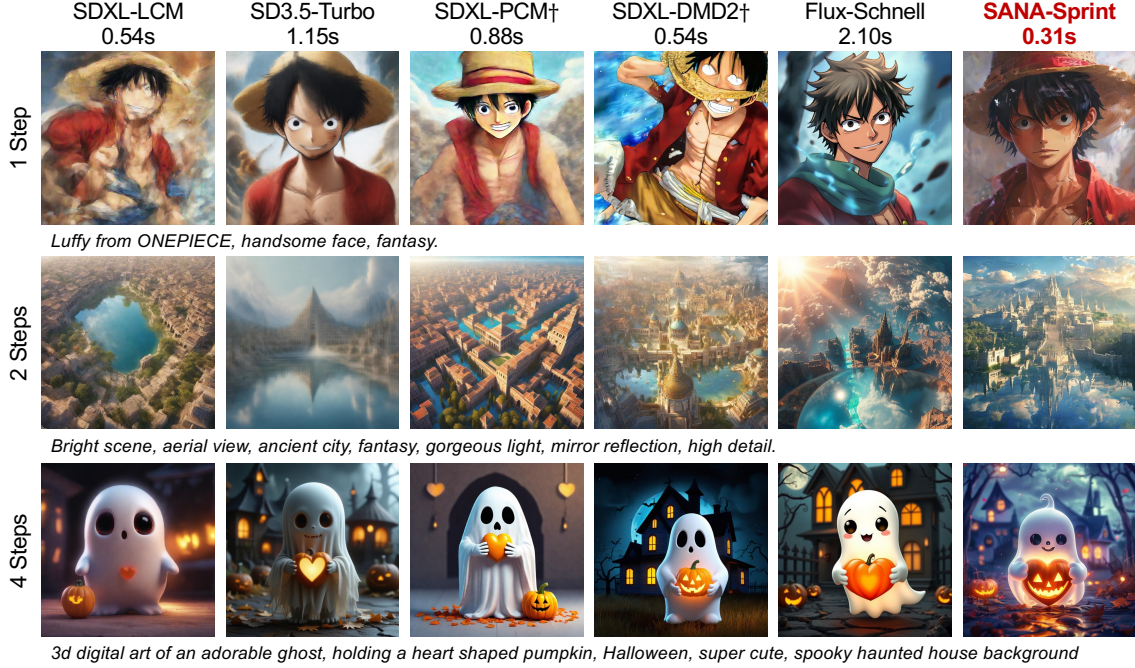 SDXL-LCM SD3.5-Turbo SDXL-PCM† SDXL-DMD2† Flux-Schnell SANA-Sprint
0.54s 1.15s 0.88s 0.54s 2.10s 0.31s
1 Step
Luffy from ONEPIECE, handsome face, fantasy.
2 Steps
Bright scene, aerial view, ancient city, fantasy, gorgeous light, mirror reflection, high detail.
4 Steps
3d digital art of an adorable ghost, holding a heart shaped pumpkin, Halloween, super cute, spooky haunted house background